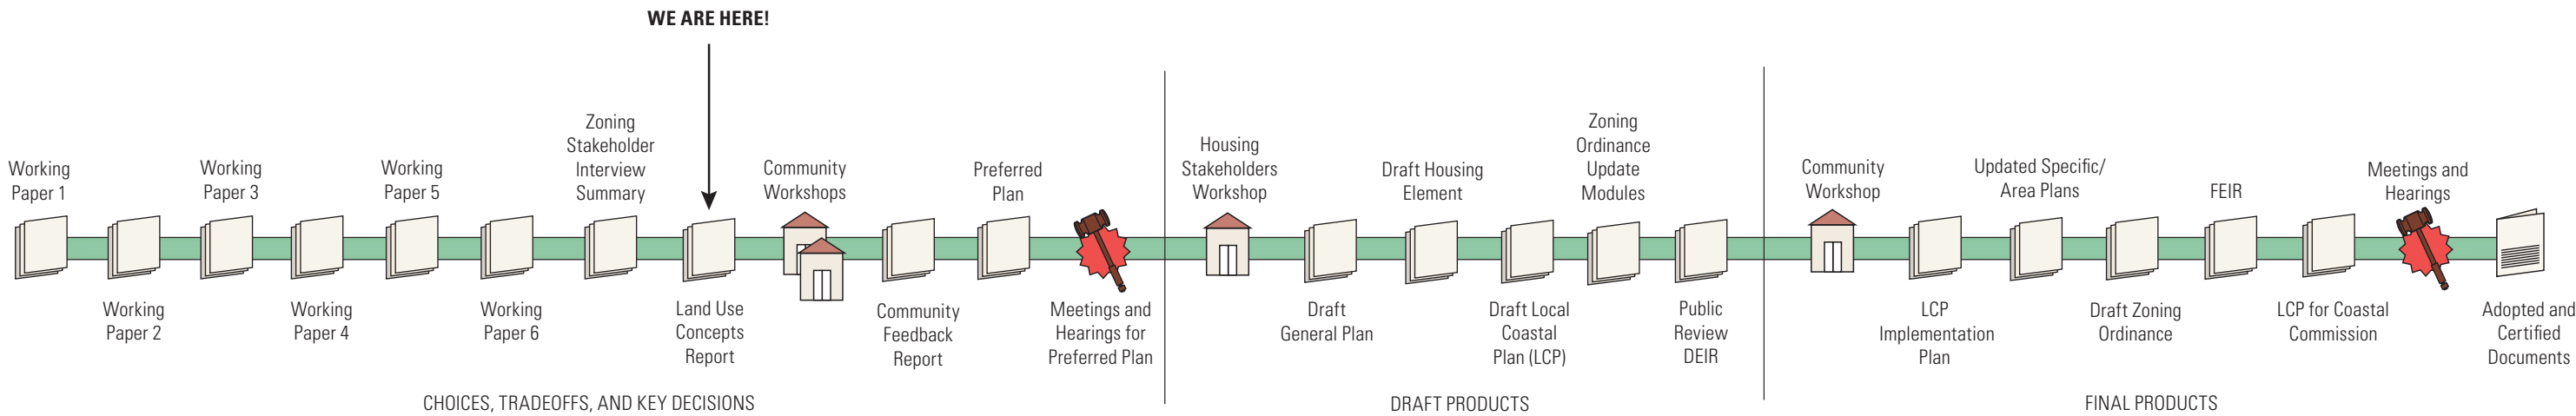 WE ARE HERE!
Working
Paper 1
Working
Paper 2
Working
Paper 3
Working
Paper 4
Working
Paper 5
Working
Paper 6
Zoning
Stakeholder
Interview
Summary
Land Use
Concepts
Report
Community
Workshops
Community
Feedback
Report
Preferred
Plan
Meetings and
Hearings for
Preferred Plan
CHOICES, TRADEOFFS, AND KEY DECISIONS
Housing
Stakeholders
Workshop
Draft
General Plan
Draft Housing
Element
Draft Local
Coastal
Plan (LCP)
Zoning
Ordinance
Update
Modules
Public
Review
DEIR
DRAFT PRODUCTS
Community
Workshop
LCP
Implementation
Plan
Updated Specific/
Area Plans
Draft Zoning
Ordinance
FEIR
LCP for Coastal
Commission
Meetings and
Hearings
Adopted and
Certified
Documents
FINAL PRODUCTS